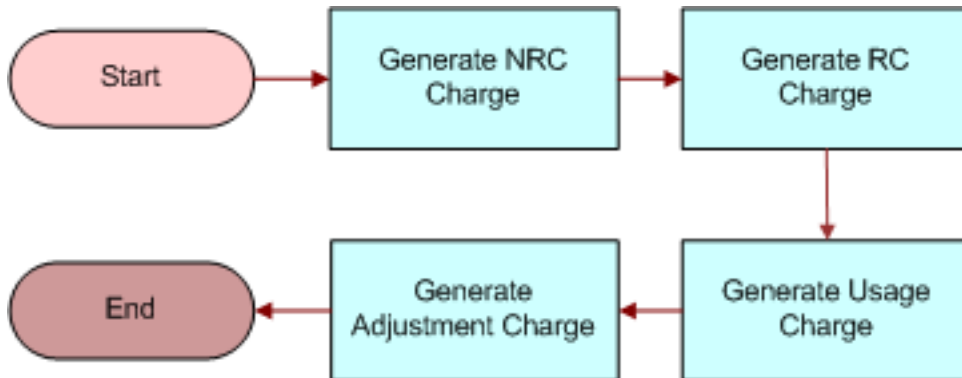 Start
Generate NRC
Charge
Generate RC
Charge
End
Generate
Adjustment Charge
Generate Usage
Charge